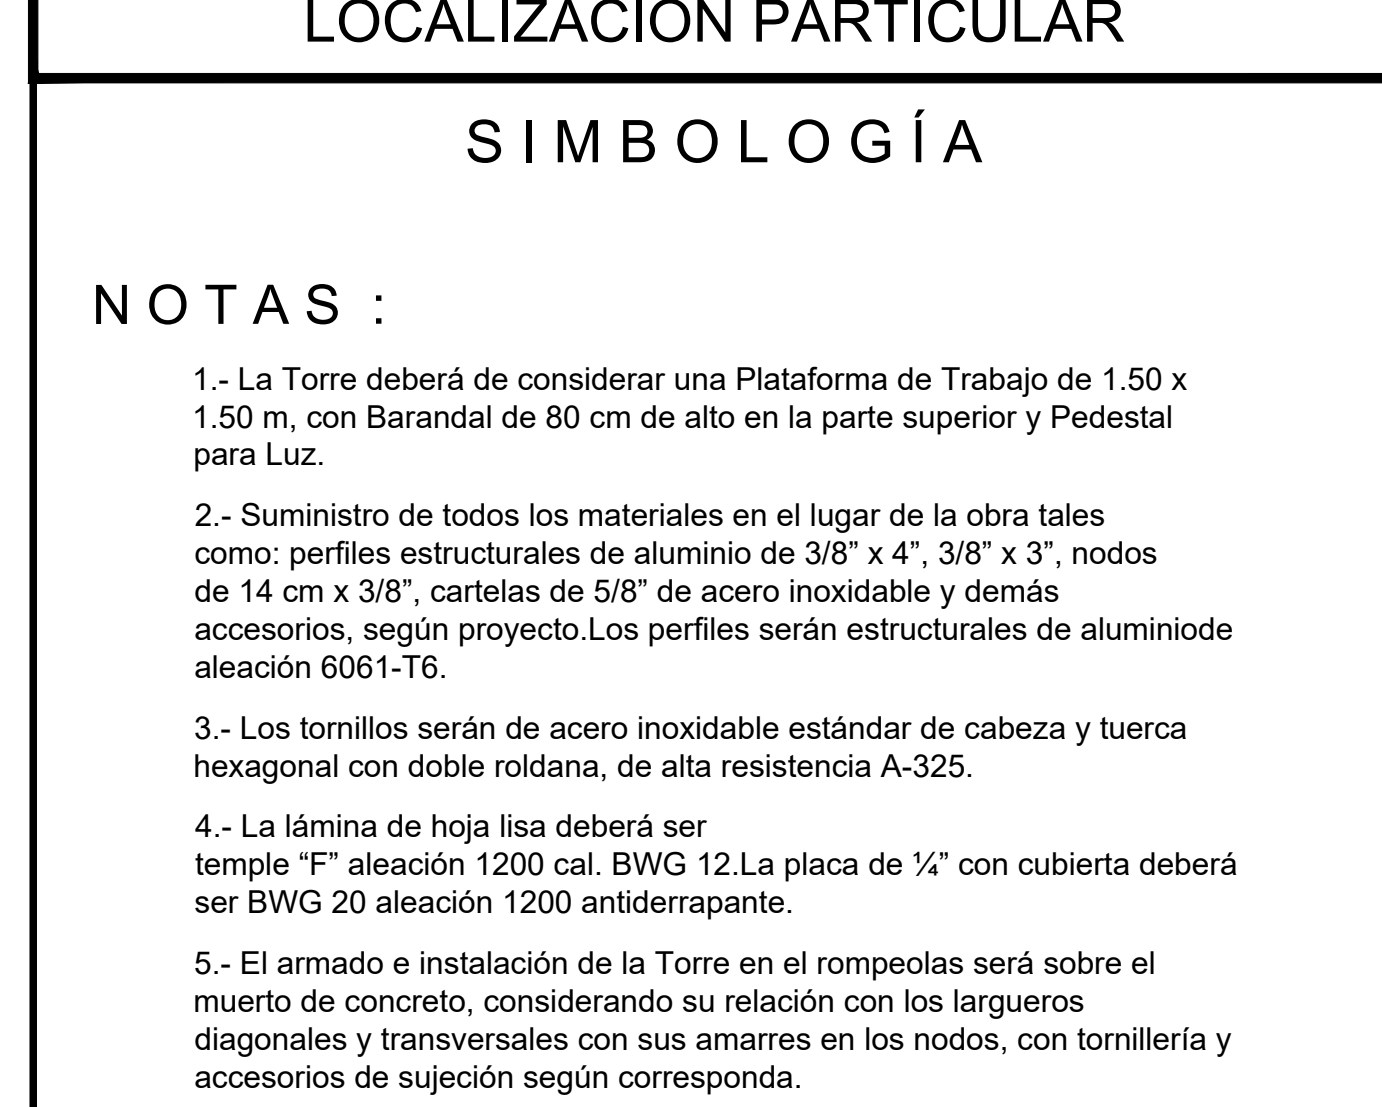 LOCALIZACIÓN PARTICULAR
SIMBOLOGÍA
NOTAS :
1.- La Torre deberá de considerar una Plataforma de Trabajo de 1.50 x
1.50 m, con Barandal de 80 cm de alto en la parte superior y Pedestal
para Luz.
2.- Suministro de todos los materiales en el lugar de la obra tales
como: perfiles estructurales de aluminio de 3/8” x 4”, 3/8” x 3”, nodos
de 14 cm x 3/8”, cartelas de 5/8” de acero inoxidable y demás
accesorios, según proyecto.Los perfiles serán estructurales de aluminiode
aleación 6061-T6.
3.- Los tornillos serán de acero inoxidable estándar de cabeza y tuerca
hexagonal con doble roldana, de alta resistencia A-325.
4.- La lámina de hoja lisa deberá ser
temple “F” aleación 1200 cal. BWG 12.La placa de ¼” con cubierta deberá
ser BWG 20 aleación 1200 antiderrapante.
5.- El armado e instalación de la Torre en el rompeolas será sobre el
muerto de concreto, considerando su relación con los largueros
diagonales y transversales con sus amarres en los nodos, con tornillería y
accesorios de sujeción según corresponda.